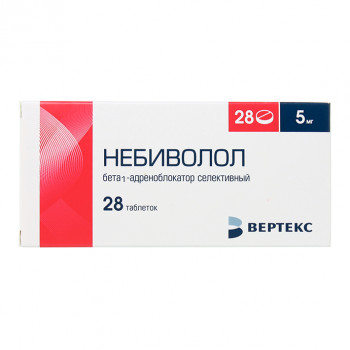 28 5 мг
НЕБИВОЛОЛ
бета1-адреноблокатор селективный
28 таблеток
ВЕРТЕКС